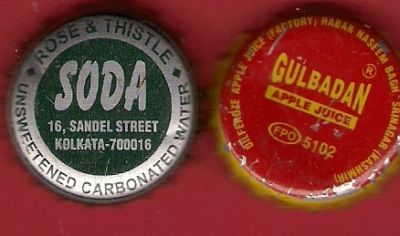 • ROSE & THISTLE •
SODA
16, SANDEL STREET
KOLKATA-700016
UNSWEETENED CARBONATED WATER
APPLE JUICE (FACTORY) HABAK NASEEM BAGH SRINAGAR (KASHMIR)
GULBADAN ®
APPLE JUICE
FPO 5102